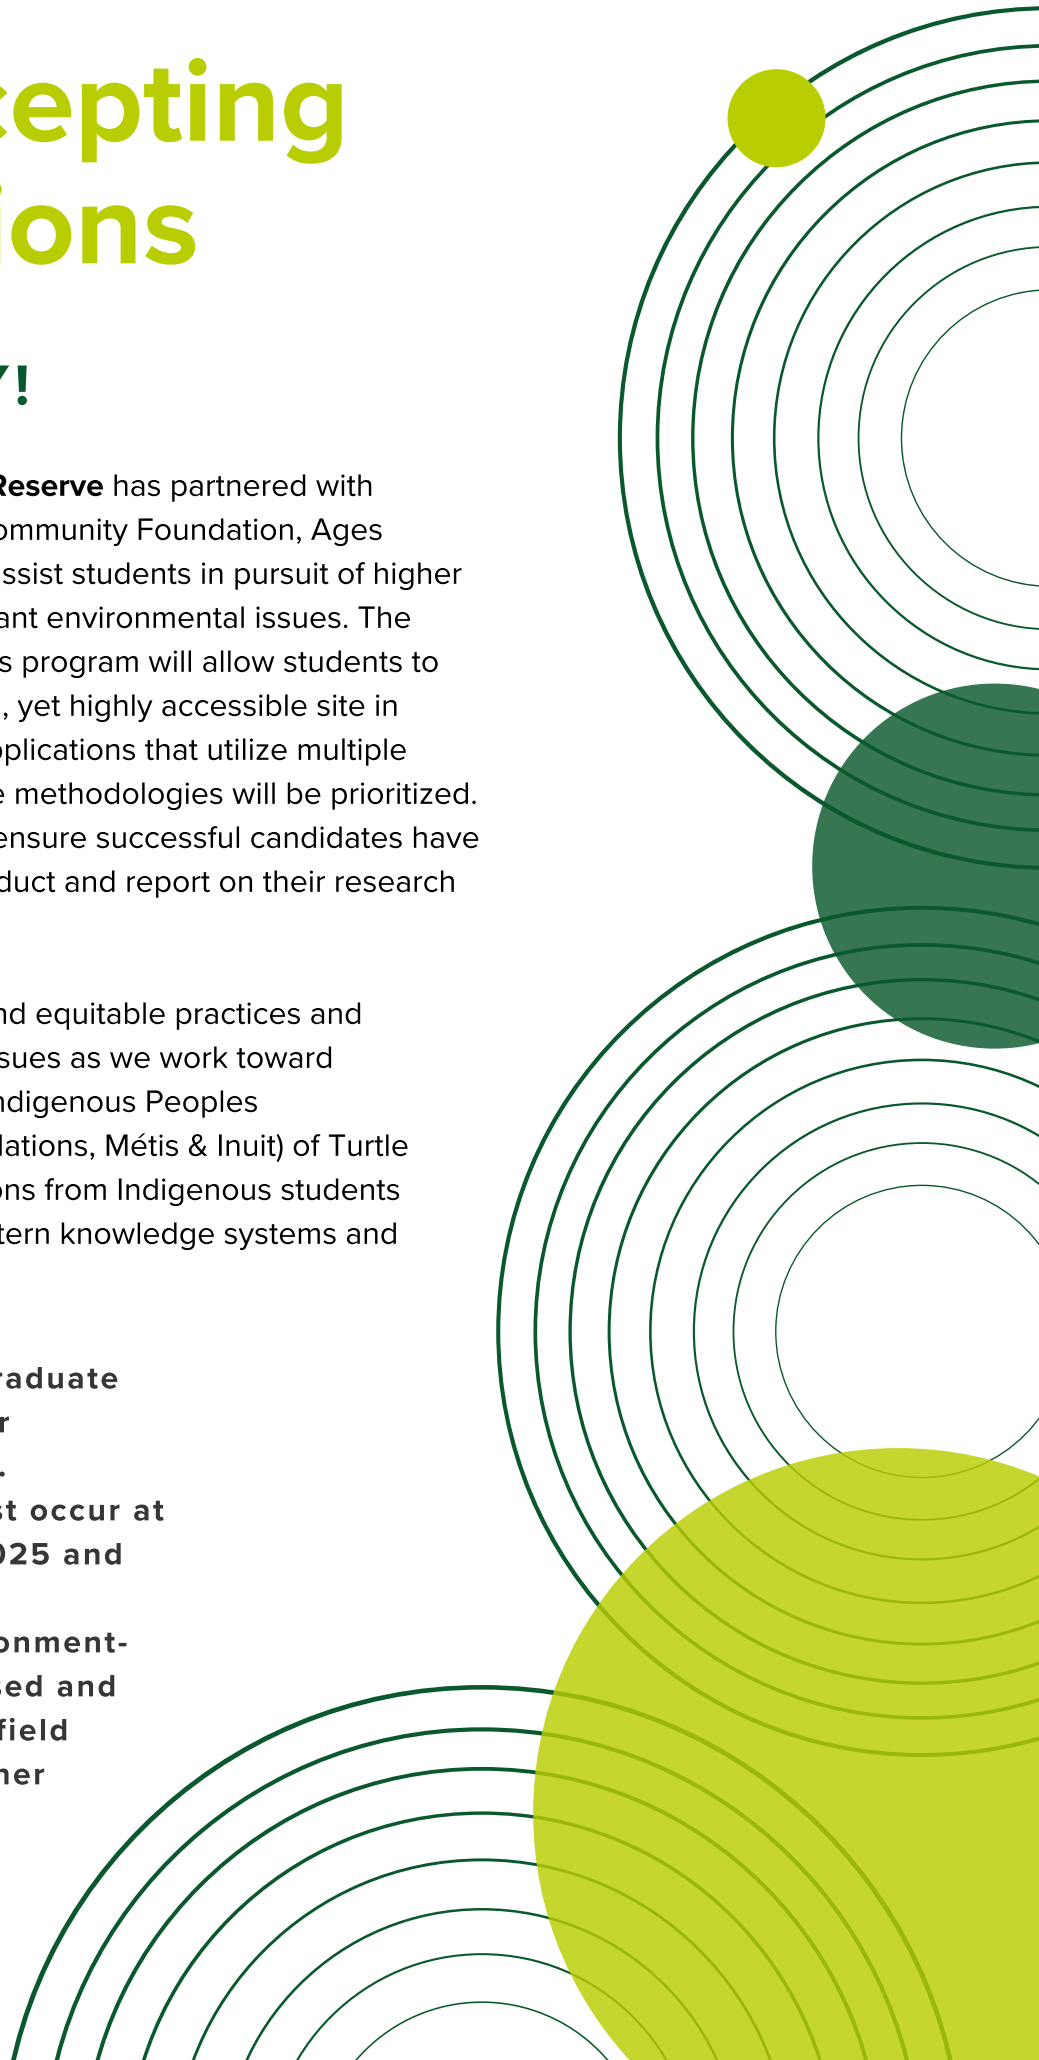 cepting
ions
Y!
Reserve has partnered with
ommunity Foundation, Ages
ssist students in pursuit of higher
ant environmental issues. The
s program will allow students to
, yet highly accessible site in
pplications that utilize multiple
e methodologies will be prioritized.
ensure successful candidates have
duct and report on their research
nd equitable practices and
ssues as we work toward
ndigenous Peoples
lations, Métis & Inuit) of Turtle
ons from Indigenous students
tern knowledge systems and
raduate
r
.
st occur at
025 and
onment-
sed and
field
her